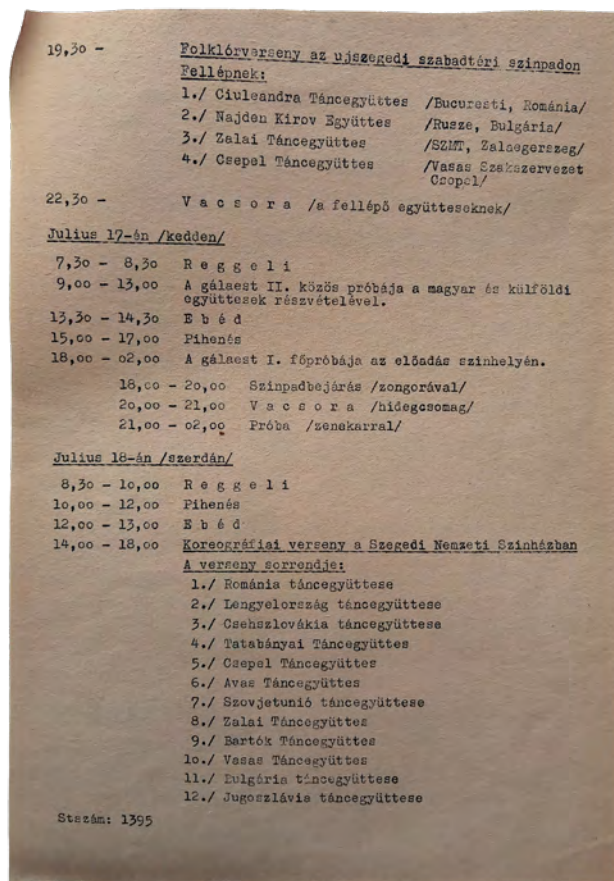 19,30 - Folklórverseny az ujszegedi szabadtéri szinpadon
Fellépnek:
1./ Ciuleandra Táncegyüttes /Bucuresti, Románia/
2./ Najden Kirov Együttes /Rusze, Bulgária/
3./ Zalai Táncegyüttes /SZMT, Zalaegerszeg/
4./ Csepel Táncegyüttes /Vasas Szakszervezet
Csepel/
22,30 - V a c s o r a /a fellépő együtteseknek/
Julius 17-én /kedden/
7,30 - 8,30 R e g g e l i
9,00 - 13,00 A gálaest II. közös próbája a magyar és külföldi
együttesek részvételével.
13,30 - 14,30 E b é d
15,00 - 17,00 Pihenés
18,00 - 02,00 A gálaest I. főpróbája az előadás szinhelyén.
18,00 - 20,00 Szinpadbejárás /zongorával/
20,00 - 21,00 V a c s o r a /hidegcsomag/
21,00 - 02,00 Próba /zenekarral/
Julius 18-án /szerdán/
8,30 - 10,00 R e g g e l i
10,00 - 12,00 Pihenés
12,00 - 13,00 E b é d
14,00 - 18,00 Koreográfiai verseny a Szegedi Nemzeti Szinházban
A verseny sorrendje:
1./ Románia táncegyüttese
2./ Lengyelország táncegyüttese
3./ Csehszlovákia táncegyüttese
4./ Tatabányai Táncegyüttes
5./ Csepel Táncegyüttes
6./ Avas Táncegyüttes
7./ Szovjetunió táncegyüttese
8./ Zalai Táncegyüttes
9./ Bartók Táncegyüttes
10./ Vasas Táncegyüttes
11./ Bulgária táncegyüttese
12./ Jugoszlávia táncegyüttese
Stszám: 1395